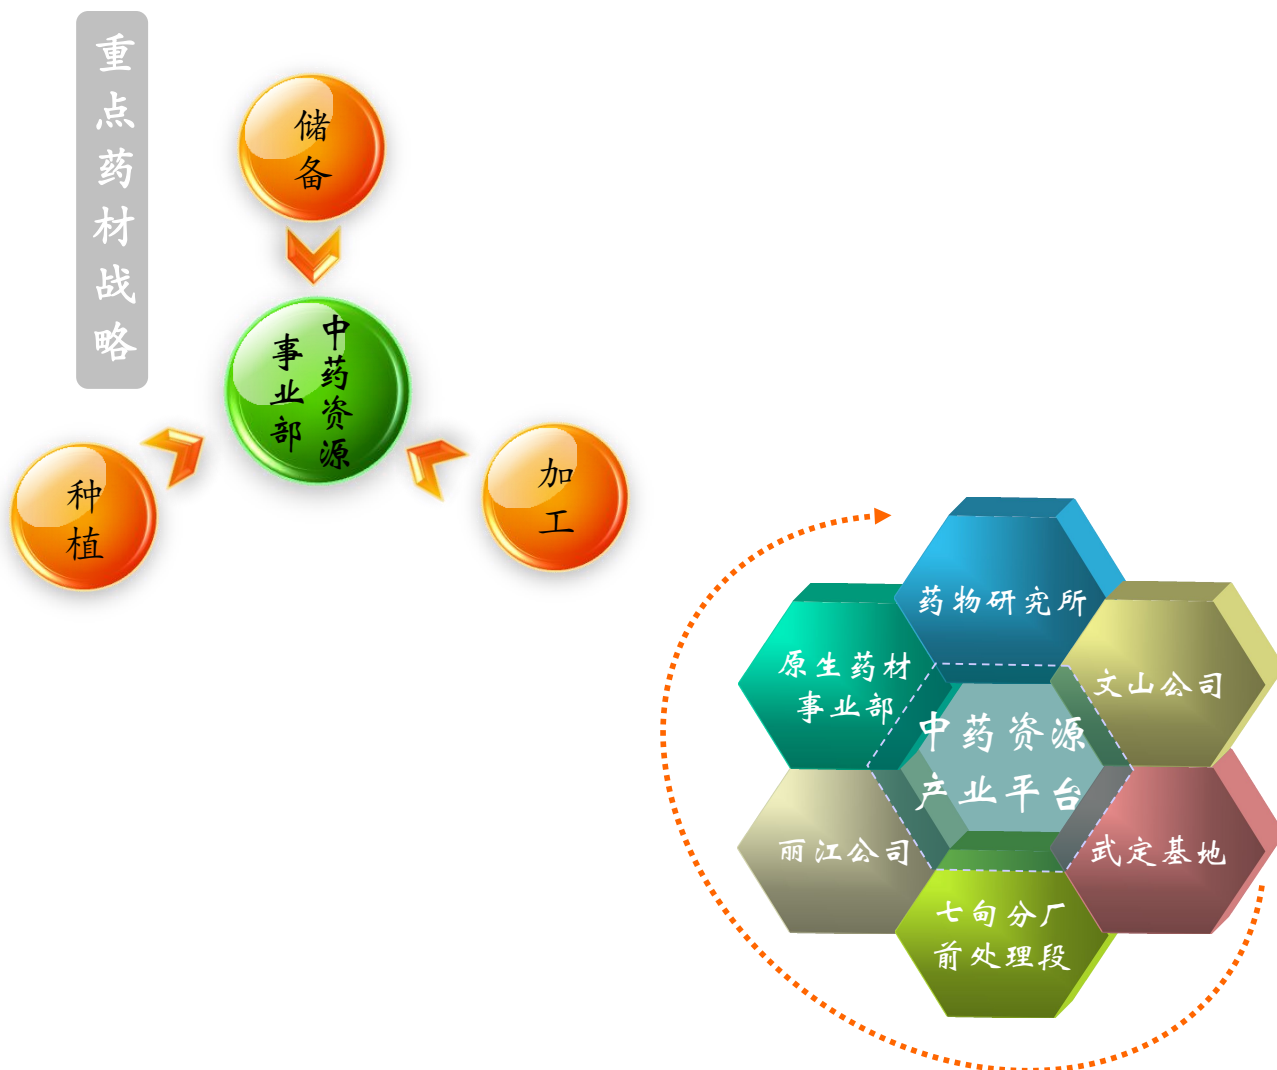 重点药材战略
储备
中药资源
事业部
种植
加工
药物研究所
原生药材
事业部
文山公司
中药资源
产业平台
丽江公司
武定基地
七甸分厂
前处理段